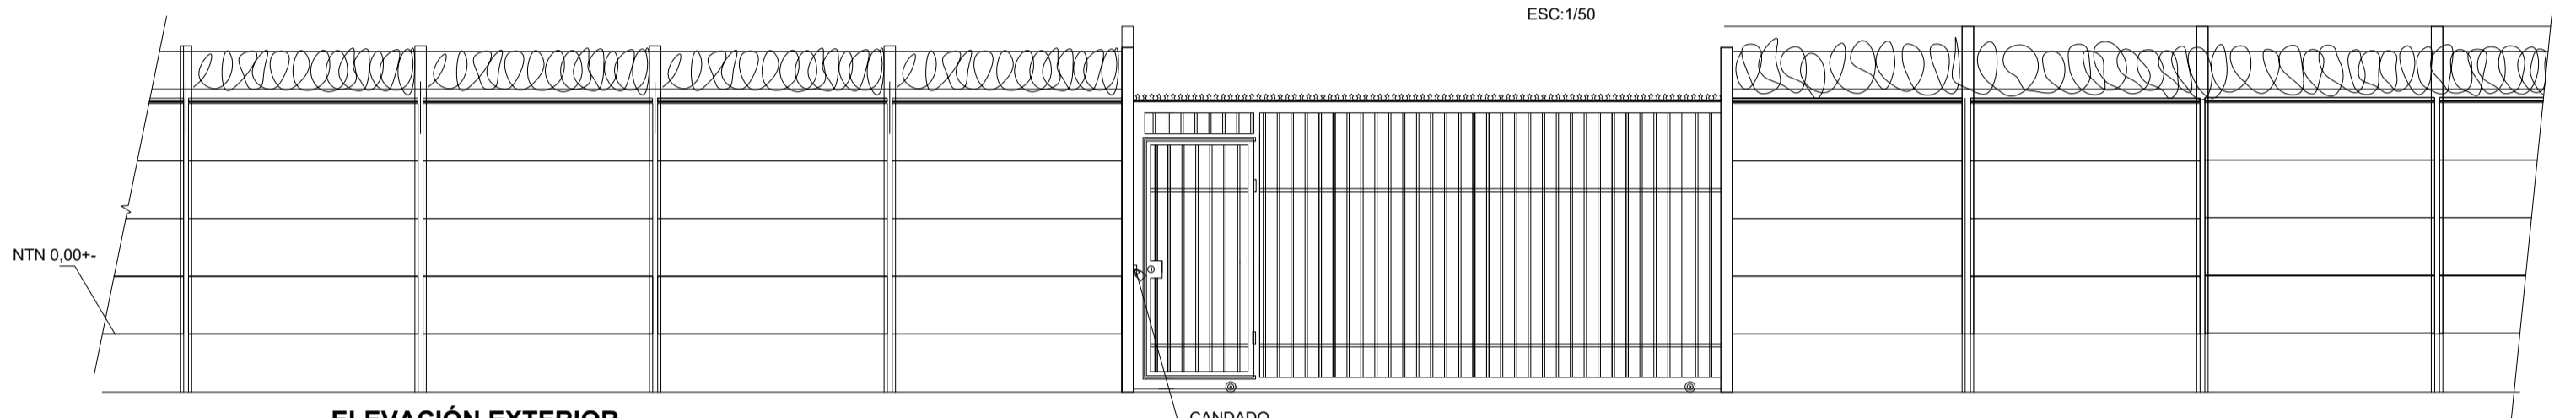 ESC:1/50
NTN 0,00+-
ELEVACIÓN EXTERIOR
CANDADO